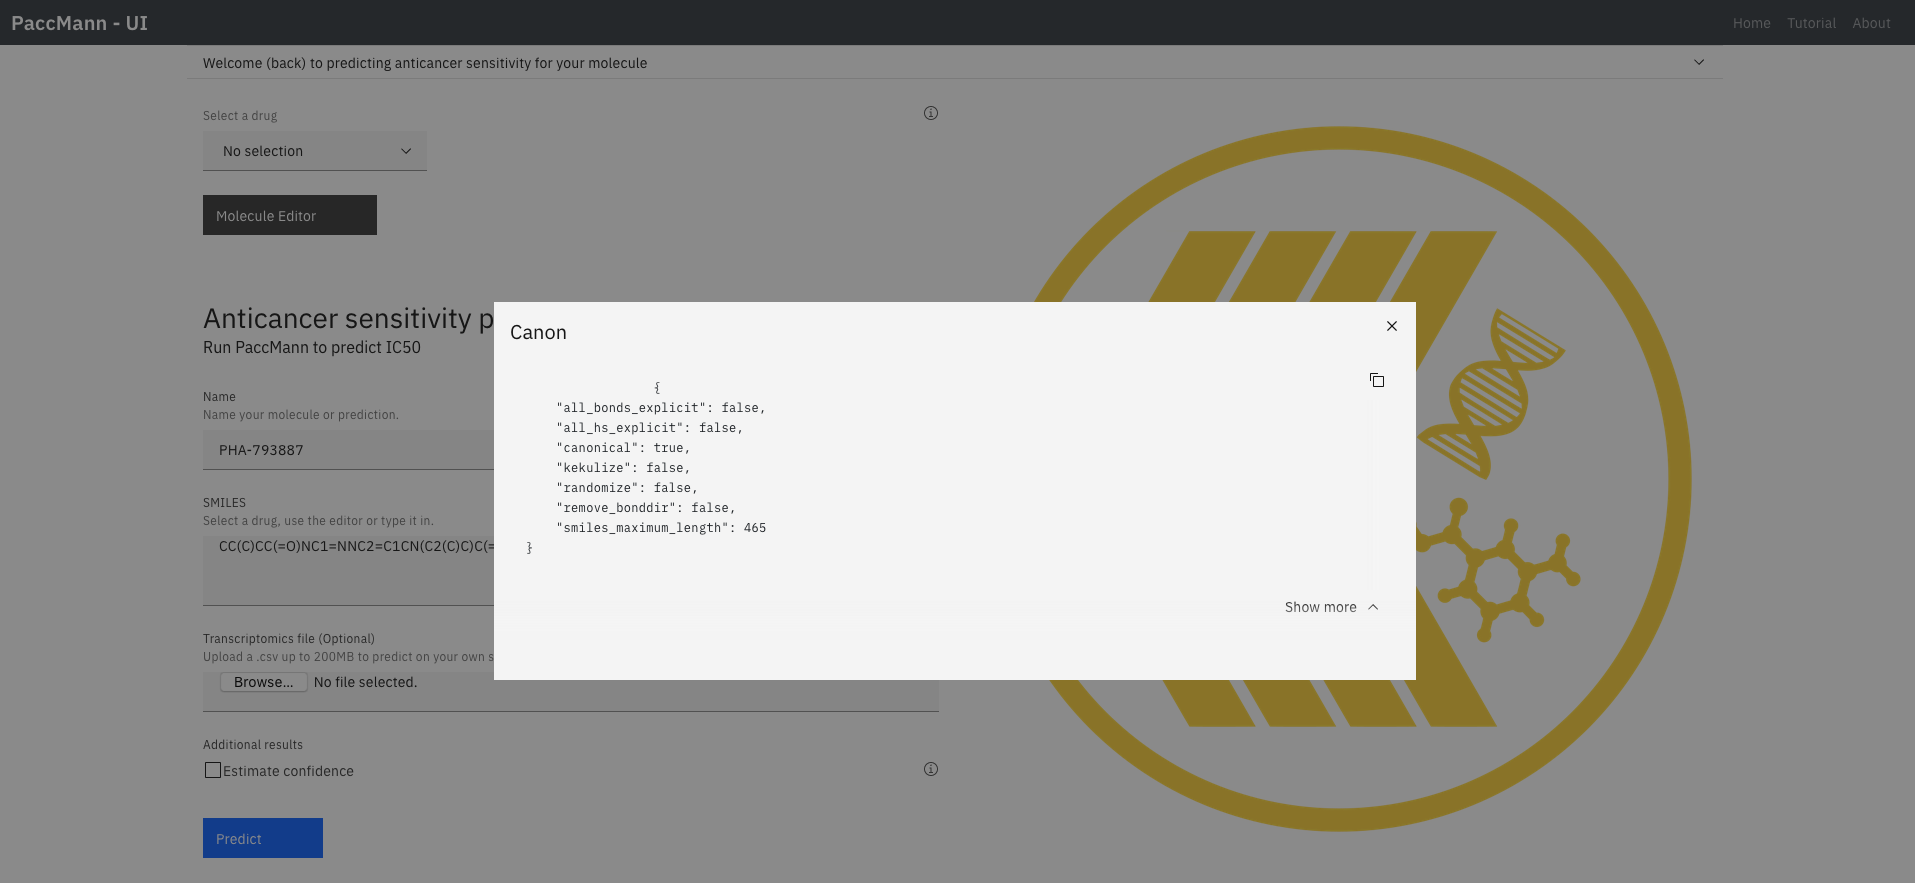 PaccMann - UI
Home Tutorial About
Welcome (back) to predicting anticancer sensitivity for your molecule
Select a drug
No selection
Molecule Editor
Anticancer sensitivity p
Run PaccMann to predict IC50
Name
Name your molecule or prediction.
PHA-793887
SMILES
Select a drug, use the editor or type it in.
CC(C)CC(=O)NC1=NNC2=C1CN(C2(C)C)C(=
Transcriptomics file (Optional)
Upload a .csv up to 200MB to predict on your own s
Browse... No file selected.
Additional results
Estimate confidence
Predict
Canon
{
"all_bonds_explicit": false,
"all_hs_explicit": false,
"canonical": true,
"kekulize": false,
"randomize": false,
"remove_bonddir": false,
"smiles_maximum_length": 465
}
Show more